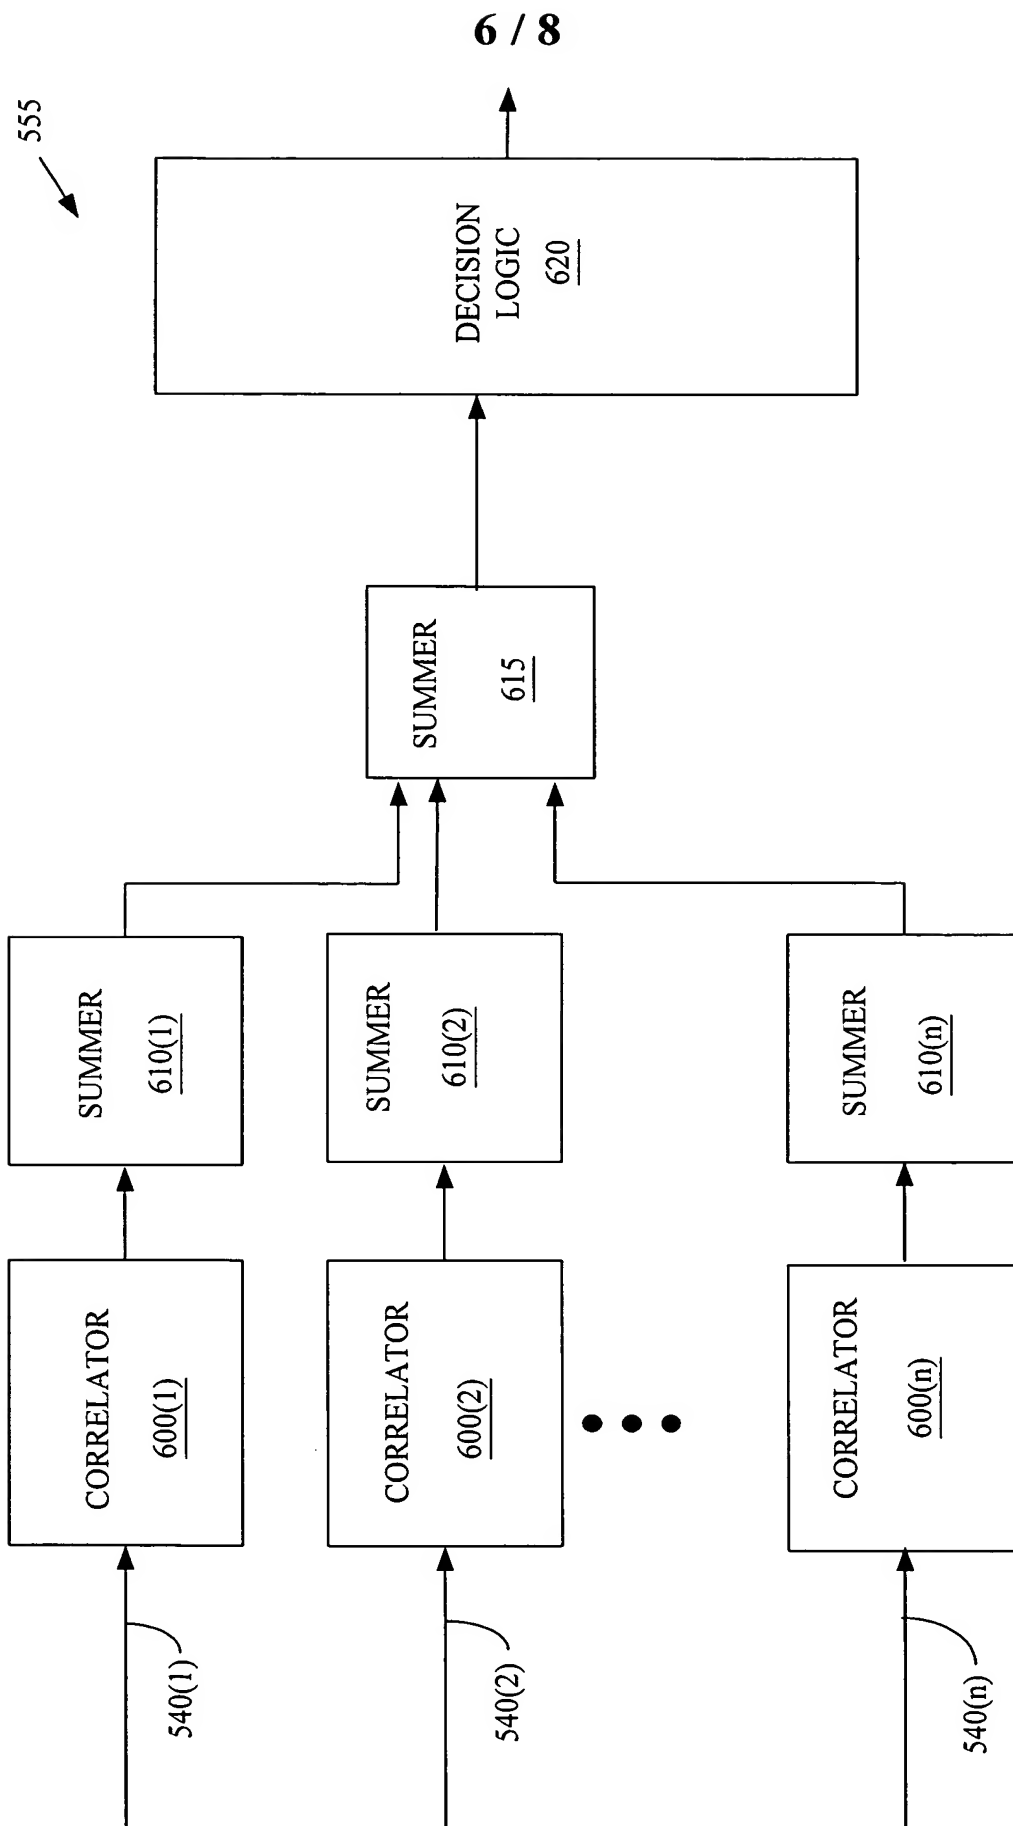 6 / 8
555
DECISION
LOGIC
620
SUMMER
615
SUMMER
610(1)
SUMMER
610(2)
SUMMER
610(n)
CORRELATOR
600(1)
CORRELATOR
600(2)
CORRELATOR
600(n)
540(1)
540(2)
540(n)